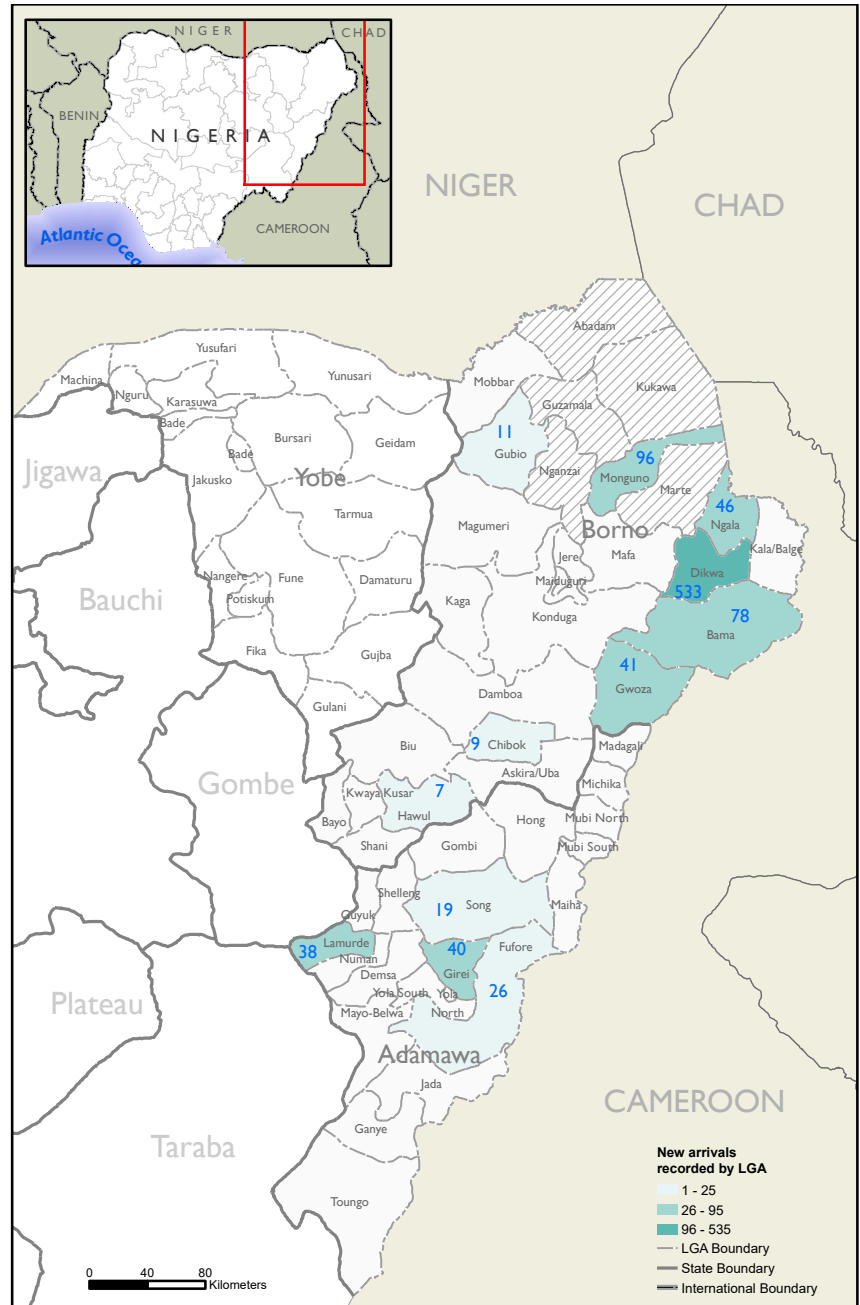 NIGER
CHAD
BENIN
NIGERIA
CAMEROON
Atlantic Ocea
NIGER
CHAD
Abadam
Yusufari
Yunusari
Machina
Mobbar
Kukawa
Nguru
Karasuwa
Guzamala
Bade
11
Bursari
Geidam
Gubio
96
Jigawa
Bade
Nganzai
Monguno
Yobe
Jakusko
Marte
46
Tarmua
Magumeri
Ngala
Borno
Jere
Mafa
Kala/Balge
Nangere
Fune
Damaturu
Maiduguri
Dikwa
Bauchi
Potiskum
Kaga
533
Konduga
78
Bama
Fika
Gujba
41
Gwoza
Gulani
Damboa
9
Chibok
Biu
Madagali
Gombe
Askira/Uba
Michika
Kwaya Kusar
7
Bayo
Hawul
Hong
Mubi North
Shani
Gombi
Mubi South
Shelleng
Maiha
19
Song
Guyuk
38
Lamurde
40
Fufore
Numan
Demsa
Girei
Plateau
Yola South
Yola
North
26
Mayo-Belwa
Adamawa
Jada
CAMEROON
Ganye
Taraba
Toungo
New arrivals
recorded by LGA
1 - 25
26 - 95
96 - 535
LGA Boundary
State Boundary
International Boundary
0 40 80
Kilometers